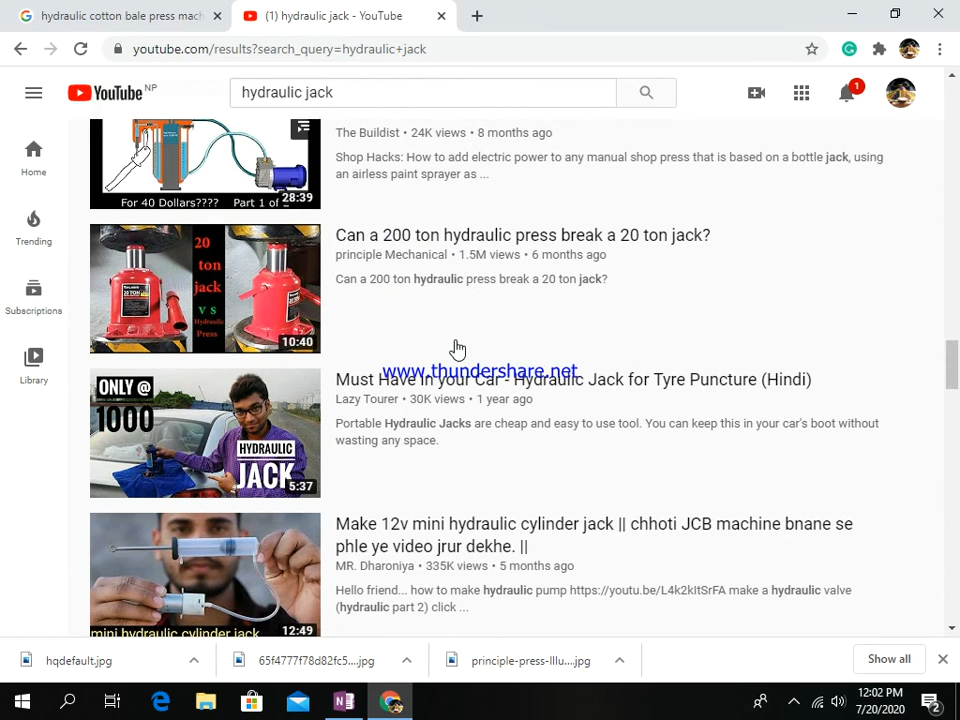 hydraulic cotton bale press mach
(1) hydraulic jack - YouTube
youtube.com/results?search_query=hydraulic+jack
YouTube NP
hydraulic jack
1
Home
Trending
Subscriptions
Library
For 40 Dollars???? Part 1 of 2
28:39
The Buildist • 24K views • 8 months ago
Shop Hacks: How to add electric power to any manual shop press that is based on a bottle jack, using
an airless paint sprayer as ...
20
ton
jack
VS
Hydraulic
Press
20 TON
10:40
Can a 200 ton hydraulic press break a 20 ton jack?
principle Mechanical • 1.5M views • 6 months ago
Can a 200 ton hydraulic press break a 20 ton jack?
www.thundershare.net
ONLY @
1000
HYDRAULIC
JACK
5:37
Must Have in your Car - Hydraulic Jack for Tyre Puncture (Hindi)
Lazy Tourer • 30K views • 1 year ago
Portable Hydraulic Jacks are cheap and easy to use tool. You can keep this in your car's boot without
wasting any space.
mini hydraulic cylinder jack
12:49
Make 12v mini hydraulic cylinder jack || chhoti JCB machine bnane se
phle ye video jrur dekhe. ||
MR. Dharoniya • 335K views • 5 months ago
Hello friend... how to make hydraulic pump https://youtu.be/L4k2kItSrFA make a hydraulic valve
(hydraulic part 2) click ...
hqdefault.jpg
65f4777f78d82fc5....jpg
principle-press-Illu....jpg
Show all
12:02 PM
7/20/2020
2